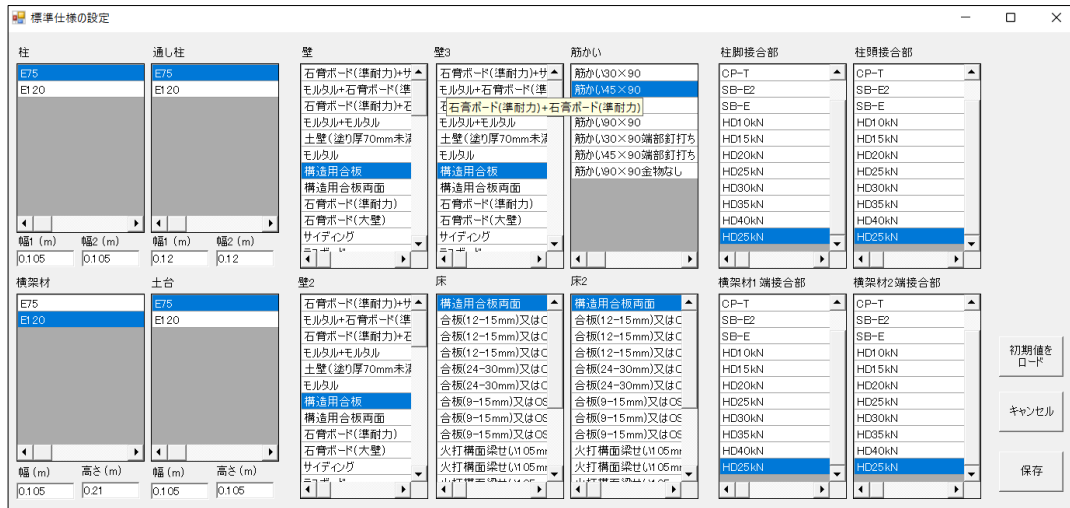 標準仕様の設定
柱
E75
E120
幅1 (m) 幅2 (m)
0.105 0.105
通し柱
E75
E120
幅1 (m) 幅2 (m)
0.12 0.12
壁
石膏ボード(準耐力)+サ
モルタル+石膏ボード(準
石膏ボード(準耐力)+石
モルタル+モルタル
土壁(塗り厚70mm未満
モルタル
構造用合板
構造用合板両面
石膏ボード(準耐力)
石膏ボード(大壁)
サイディング
壁3
石膏ボード(準耐力)+サ
モルタル+石膏ボード(準
石膏ボード(準耐力)+石膏ボード(準耐力)
モルタル+モルタル
土壁(塗り厚70mm未満
モルタル
構造用合板
構造用合板両面
石膏ボード(準耐力)
石膏ボード(大壁)
サイディング
筋かい
筋かい30×90
筋かい45×90
筋かい90×90
筋かい30×90端部釘打ち
筋かい45×90端部釘打ち
筋かい90×90金物なし
柱脚接合部
CP-T
SB-E2
SB-E
HD10kN
HD15kN
HD20kN
HD25kN
HD30kN
HD35kN
HD40kN
HD25kN
柱頭接合部
CP-T
SB-E2
SB-E
HD10kN
HD15kN
HD20kN
HD25kN
HD30kN
HD35kN
HD40kN
HD25kN
横架材
E75
E120
幅 (m) 高さ (m)
0.105 0.21
土台
E75
E120
幅 (m) 高さ (m)
0.105 0.105
壁2
石膏ボード(準耐力)+サ
モルタル+石膏ボード(準
石膏ボード(準耐力)+石
モルタル+モルタル
土壁(塗り厚70mm未満
モルタル
構造用合板
構造用合板両面
石膏ボード(準耐力)
石膏ボード(大壁)
サイディング
床
構造用合板両面
合板(12-15mm)又はO
合板(12-15mm)又はO
合板(12-15mm)又はO
合板(24-30mm)又はO
合板(24-30mm)又はO
合板(9-15mm)又はOS
合板(9-15mm)又はOS
合板(9-15mm)又はOS
火打構面梁せい105mm
火打構面梁せい105mm
床2
構造用合板両面
合板(12-15mm)又はO
合板(12-15mm)又はO
合板(12-15mm)又はO
合板(24-30mm)又はO
合板(24-30mm)又はO
合板(9-15mm)又はOS
合板(9-15mm)又はOS
合板(9-15mm)又はOS
火打構面梁せい105mm
火打構面梁せい105mm
横架材1端接合部
CP-T
SB-E2
SB-E
HD10kN
HD15kN
HD20kN
HD25kN
HD30kN
HD35kN
HD40kN
HD25kN
横架材2端接合部
CP-T
SB-E2
SB-E
HD10kN
HD15kN
HD20kN
HD25kN
HD30kN
HD35kN
HD40kN
HD25kN
初期値を
ロード
キャンセル
保存